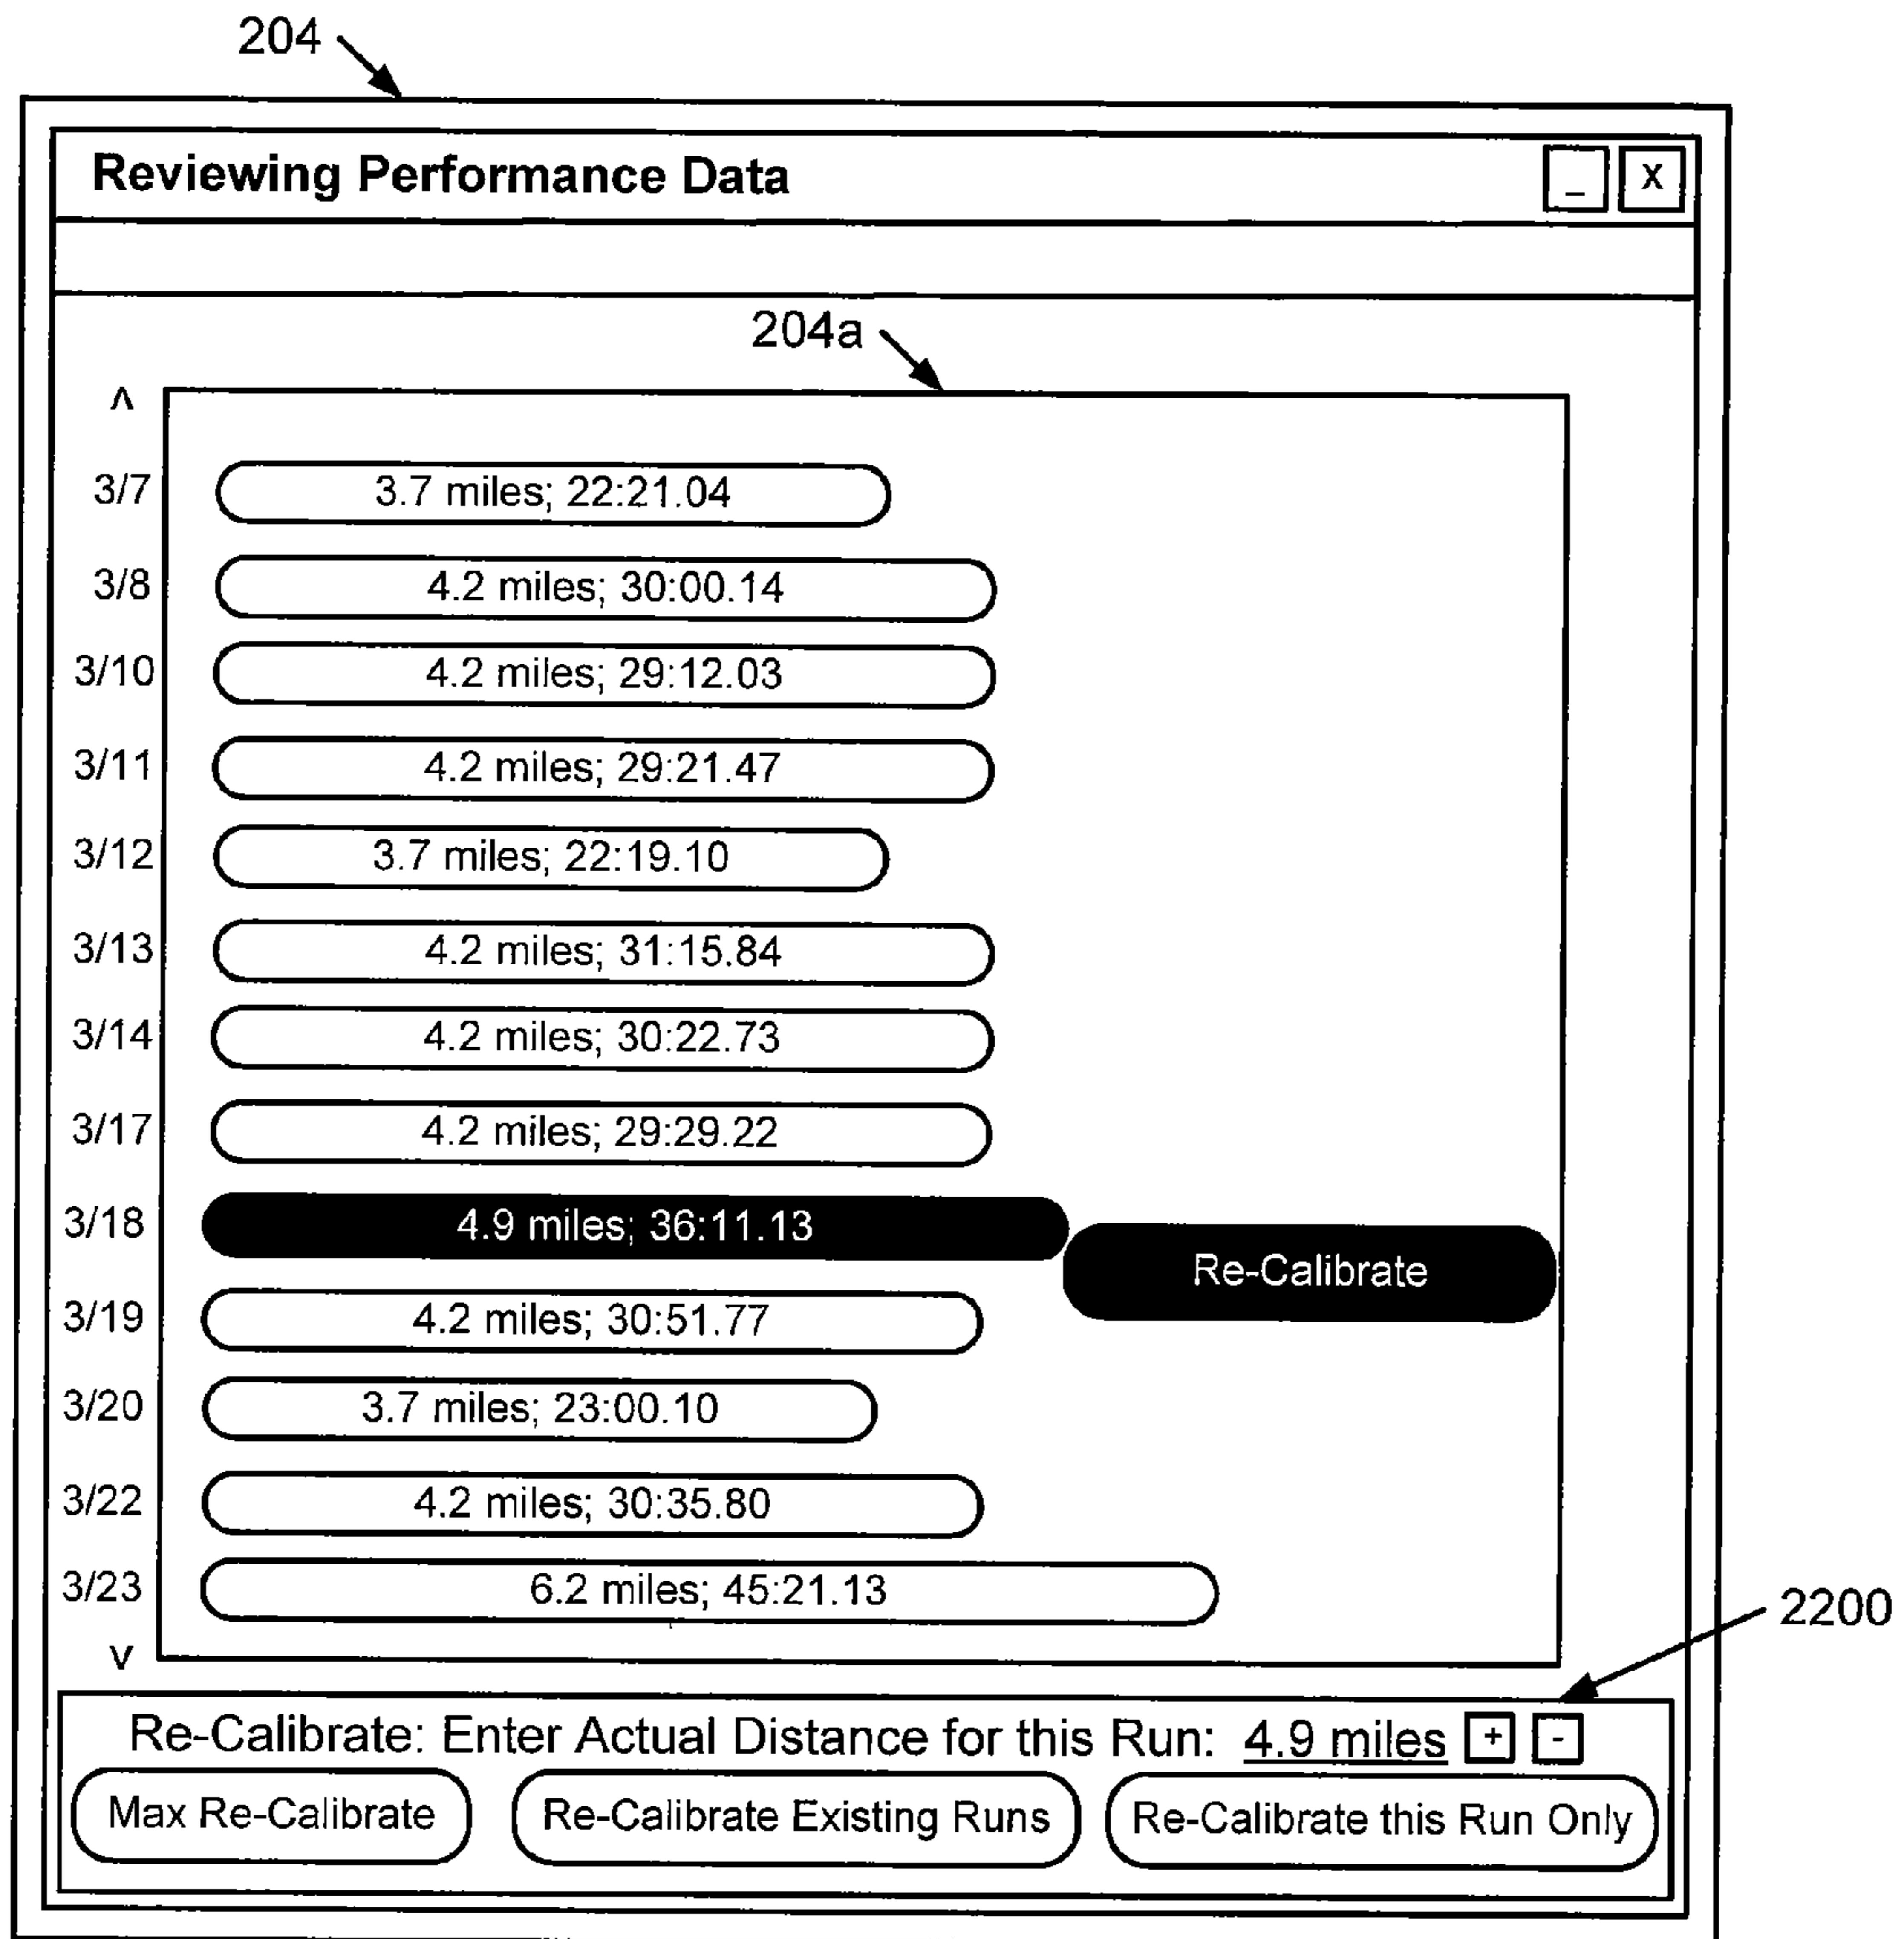 204
Reviewing Performance Data
_ X
204a
^
3/7 3.7 miles; 22:21.04
3/8 4.2 miles; 30:00.14
3/10 4.2 miles; 29:12.03
3/11 4.2 miles; 29:21.47
3/12 3.7 miles; 22:19.10
3/13 4.2 miles; 31:15.84
3/14 4.2 miles; 30:22.73
3/17 4.2 miles; 29:29.22
3/18 4.9 miles; 36:11.13
Re-Calibrate
3/19 4.2 miles; 30:51.77
3/20 3.7 miles; 23:00.10
3/22 4.2 miles; 30:35.80
3/23 6.2 miles; 45:21.13
v
2200
Re-Calibrate: Enter Actual Distance for this Run: 4.9 miles + -
Max Re-Calibrate Re-Calibrate Existing Runs Re-Calibrate this Run Only